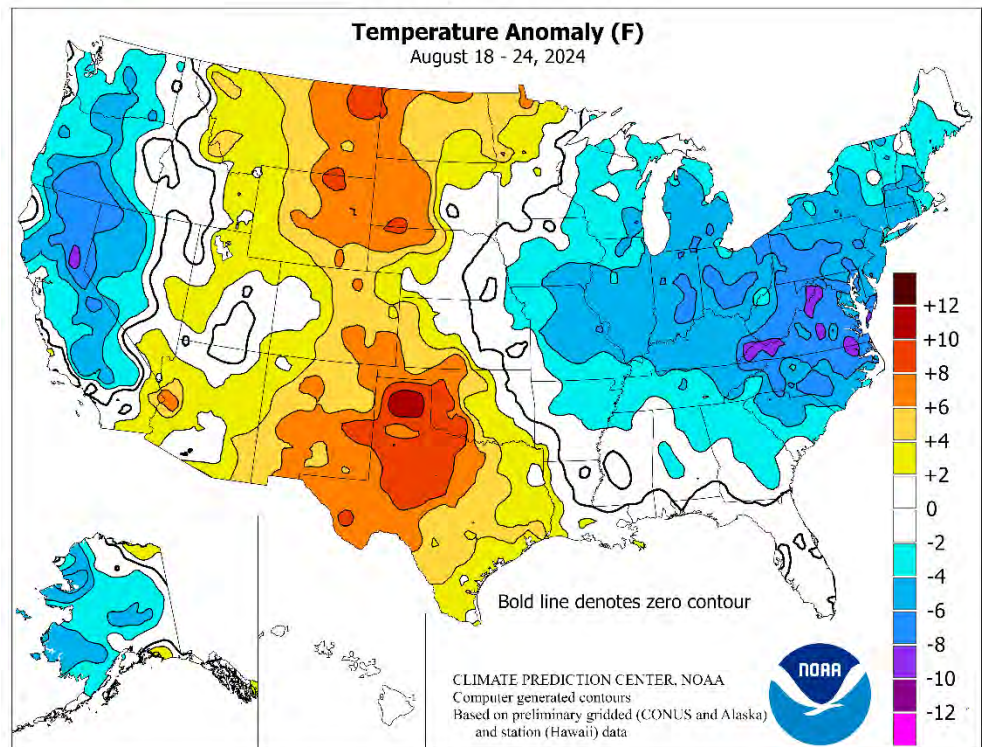 Temperature Anomaly (F)
August 18 - 24, 2024
+12
+10
+8
+6
+4
+2
0
-2
-4
-6
-8
-10
-12
Bold line denotes zero contour
CLIMATE PREDICTION CENTER, NOAA
Computer generated contours
Based on preliminary gridded (CONUS and Alaska)
and station (Hawaii) data
NOAA